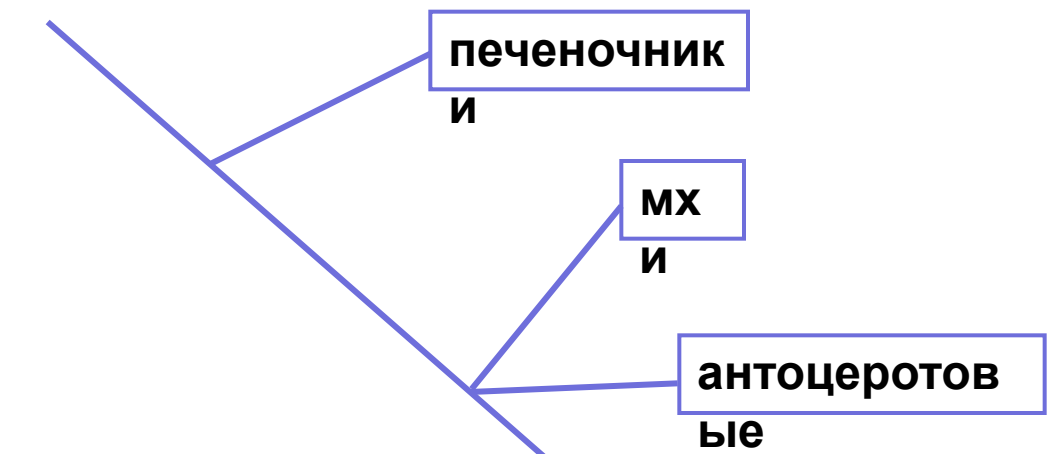 печеночник
и
мх
и
антоцеротов
ые